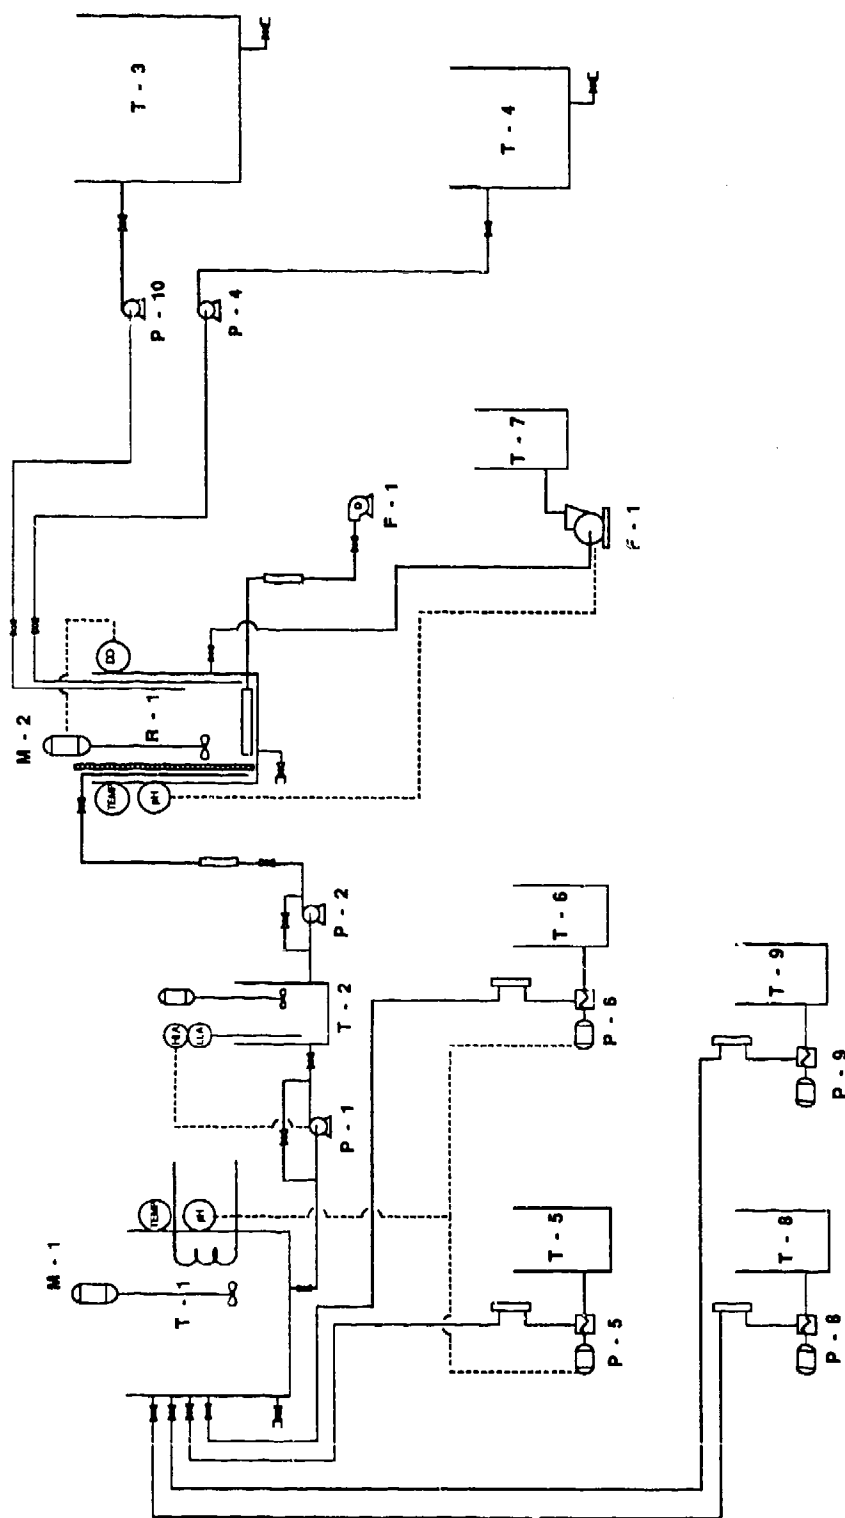 M - 1
M - 2
T - 3
TEMP
DO
TEMP
R - 1
pH
P - 10
T - 1
pH
HLA
LLA
P - 4
P - 1
T - 2
P - 2
F - 1
T - 4
T - 7
T - 5
T - 6
P - 5
P - 6
T - 8
T - 9
P - 8
P - 9